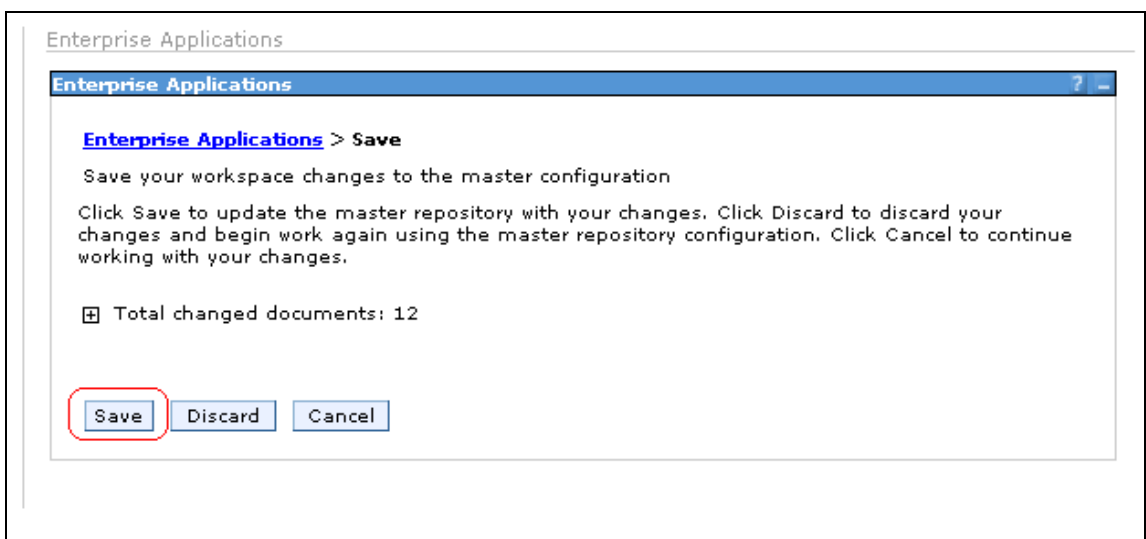 Enterprise Applications
Enterprise Applications ? –
Enterprise Applications > Save
Save your workspace changes to the master configuration
Click Save to update the master repository with your changes. Click Discard to discard your
changes and begin work again using the master repository configuration. Click Cancel to continue
working with your changes.
Total changed documents: 12
Save Discard Cancel